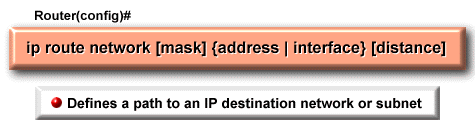 Router(config)#
ip route network [mask] {address | interface} [distance]
Defines a path to an IP destination network or subnet